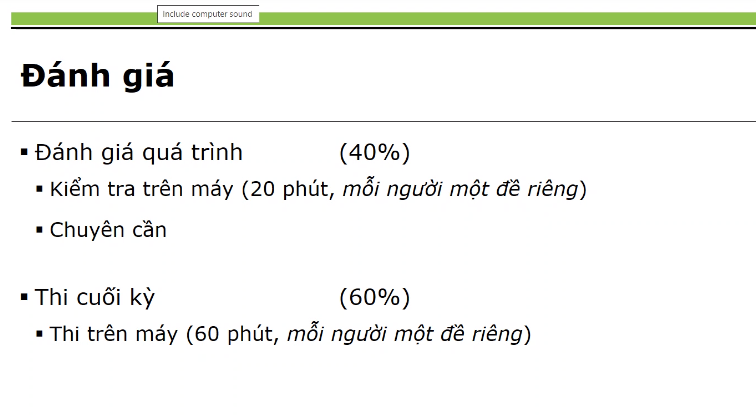 Include computer sound
Đánh giá
▪ Đánh giá quá trình (40%)
▪ Kiểm tra trên máy (20 phút, mỗi người một đề riêng)
▪ Chuyên cần
▪ Thi cuối kỳ (60%)
▪ Thi trên máy (60 phút, mỗi người một đề riêng)